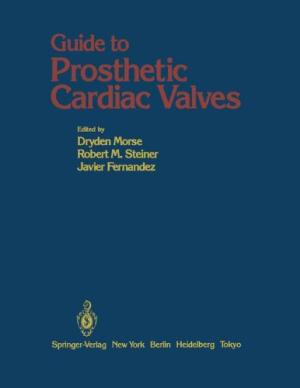 Guide to
Prosthetic
Cardiac Valves
Edited by
Dryden Morse
Robert M. Steiner
Javier Fernandez
Springer-Verlag New York Berlin Heidelberg Tokyo